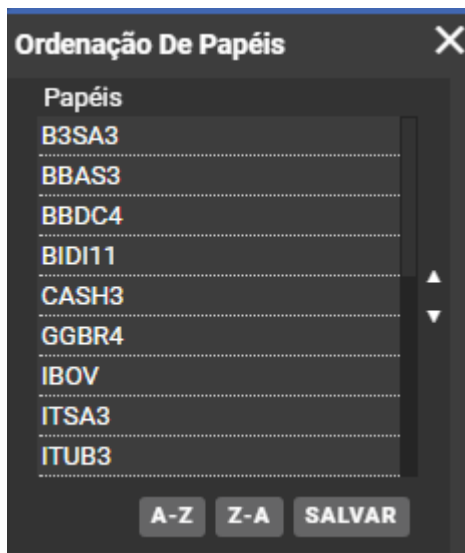 Ordenação De Papéis
Papéis
B3SA3
BBAS3
BBDC4
BIDI11
CASH3
GGBR4
IBOV
ITSA3
ITUB3
A-Z Z-A SALVAR